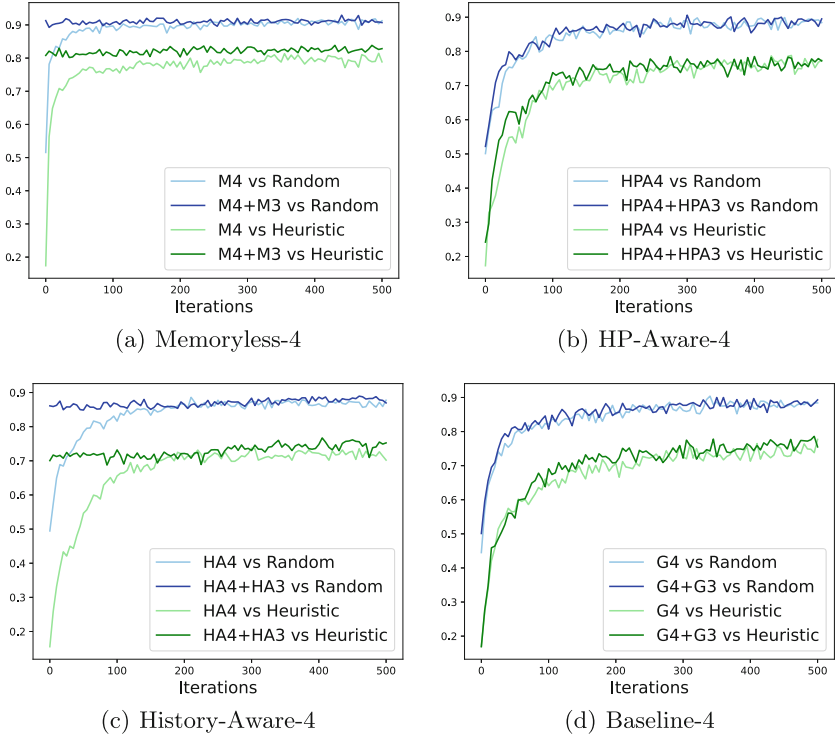 0.9
0.8
0.7
0.6
0.5
0.4
0.3
0.2
M4 vs Random
M4+M3 vs Random
M4 vs Heuristic
M4+M3 vs Heuristic
0 100 200 300 400 500
Iterations
(a) Memoryless-4
0.9
0.8
0.7
0.6
0.5
0.4
0.3
0.2
HPA4 vs Random
HPA4+HPA3 vs Random
HPA4 vs Heuristic
HPA4+HPA3 vs Heuristic
0 100 200 300 400 500
Iterations
(b) HP-Aware-4
0.9
0.8
0.7
0.6
0.5
0.4
0.3
0.2
HA4 vs Random
HA4+HA3 vs Random
HA4 vs Heuristic
HA4+HA3 vs Heuristic
0 100 200 300 400 500
Iterations
(c) History-Aware-4
0.9
0.8
0.7
0.6
0.5
0.4
0.3
0.2
G4 vs Random
G4+G3 vs Random
G4 vs Heuristic
G4+G3 vs Heuristic
0 100 200 300 400 500
Iterations
(d) Baseline-4